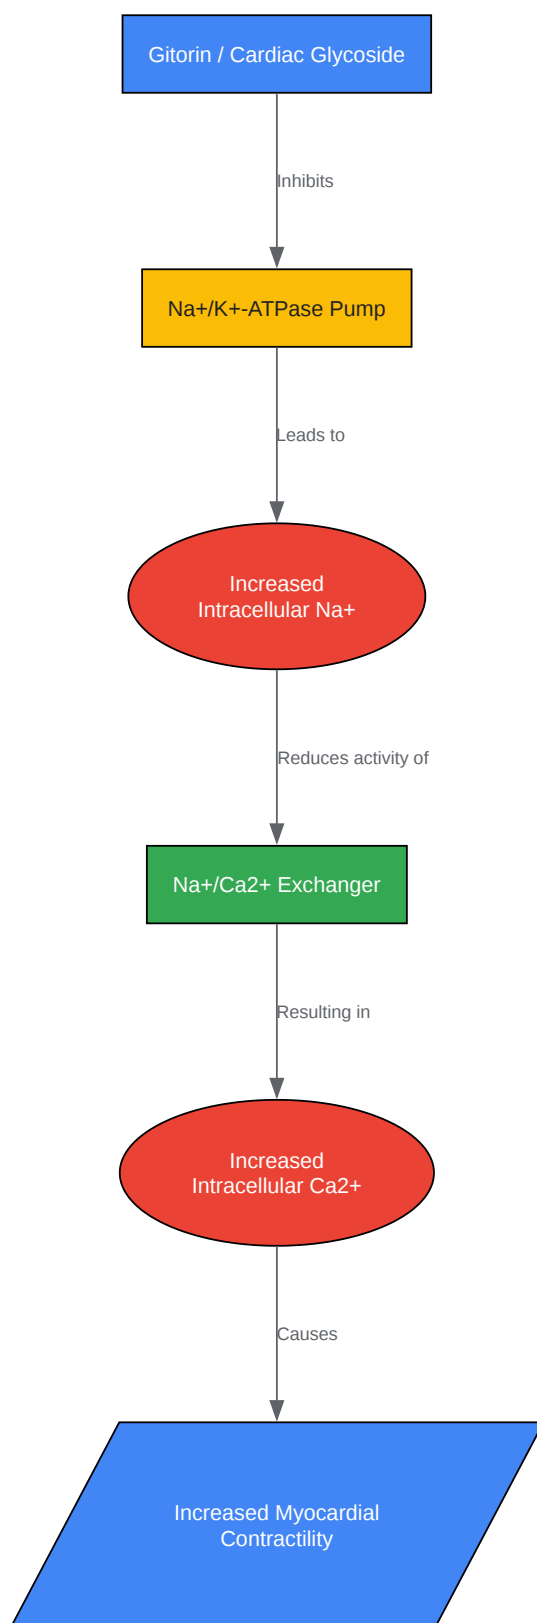 Gitorin / Cardiac Glycoside
Inhibits
Na+/K+-ATPase Pump
Leads to
Increased
Intracellular Na+
Reduces activity of
Na+/Ca2+ Exchanger
Resulting in
Increased
Intracellular Ca2+
Causes
Increased Myocardial
Contractility